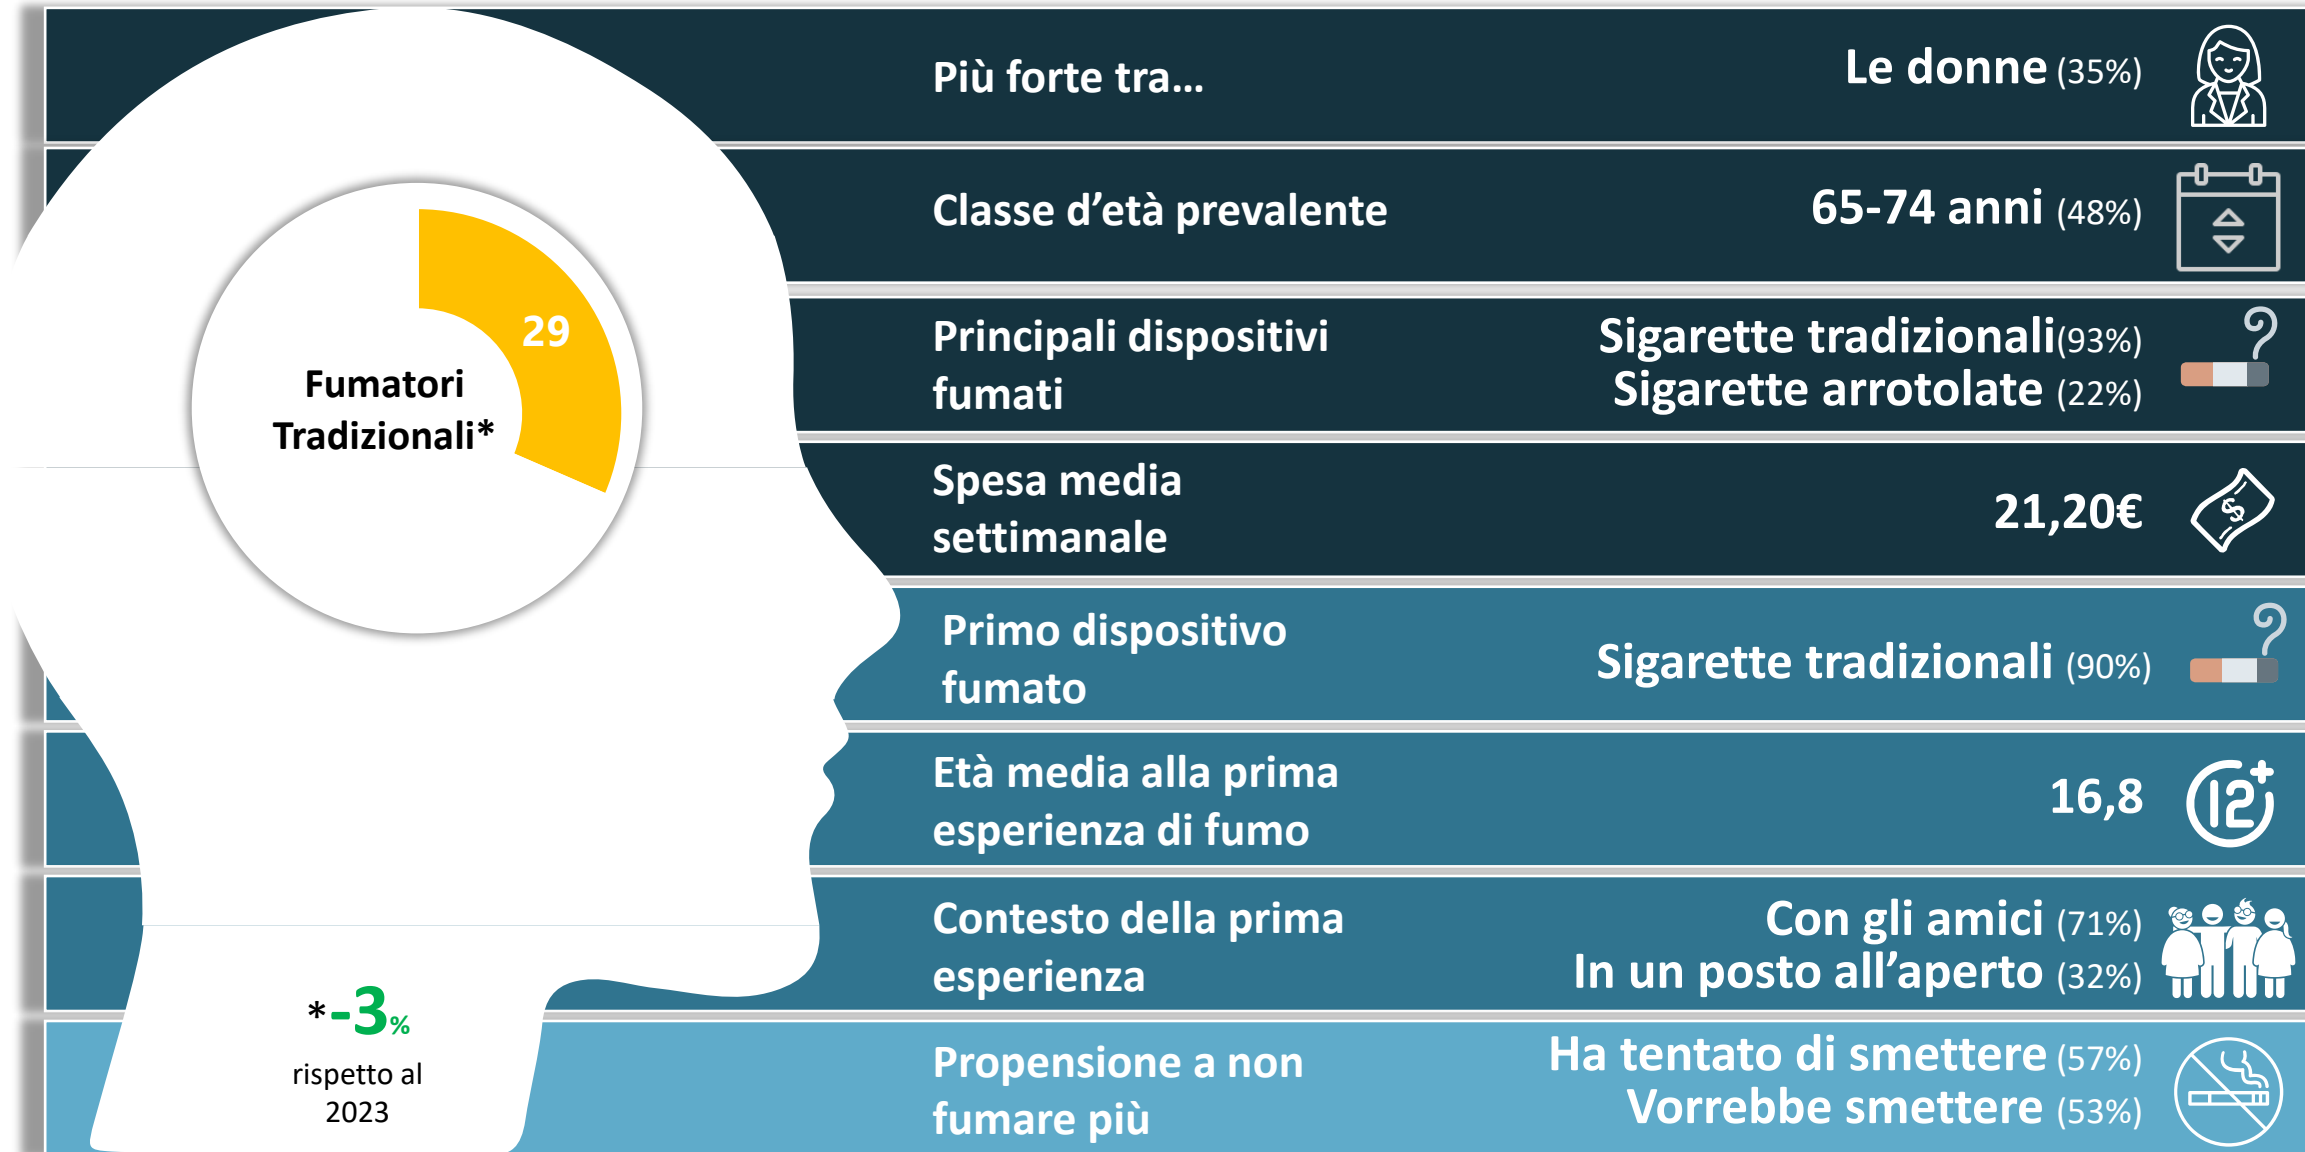 Più forte tra...
Le donne (35%)
Classe d'età prevalente
65-74 anni (48%)
29
Fumatori
Tradizionali*
Principali dispositivi
fumati
Sigarette tradizionali(93%)
Sigarette arrotolate (22%)
Spesa media
settimanale
21,20€
$
Primo dispositivo
fumato
Sigarette tradizionali (90%)
Età media alla prima
esperienza di fumo
16,8
12+
Contesto della prima
esperienza
Con gli amici (71%)
In un posto all'aperto (32%)
*-3%
rispetto al
2023
Propensione a non
fumare più
Ha tentato di smettere (57%)
Vorrebbe smettere (53%)